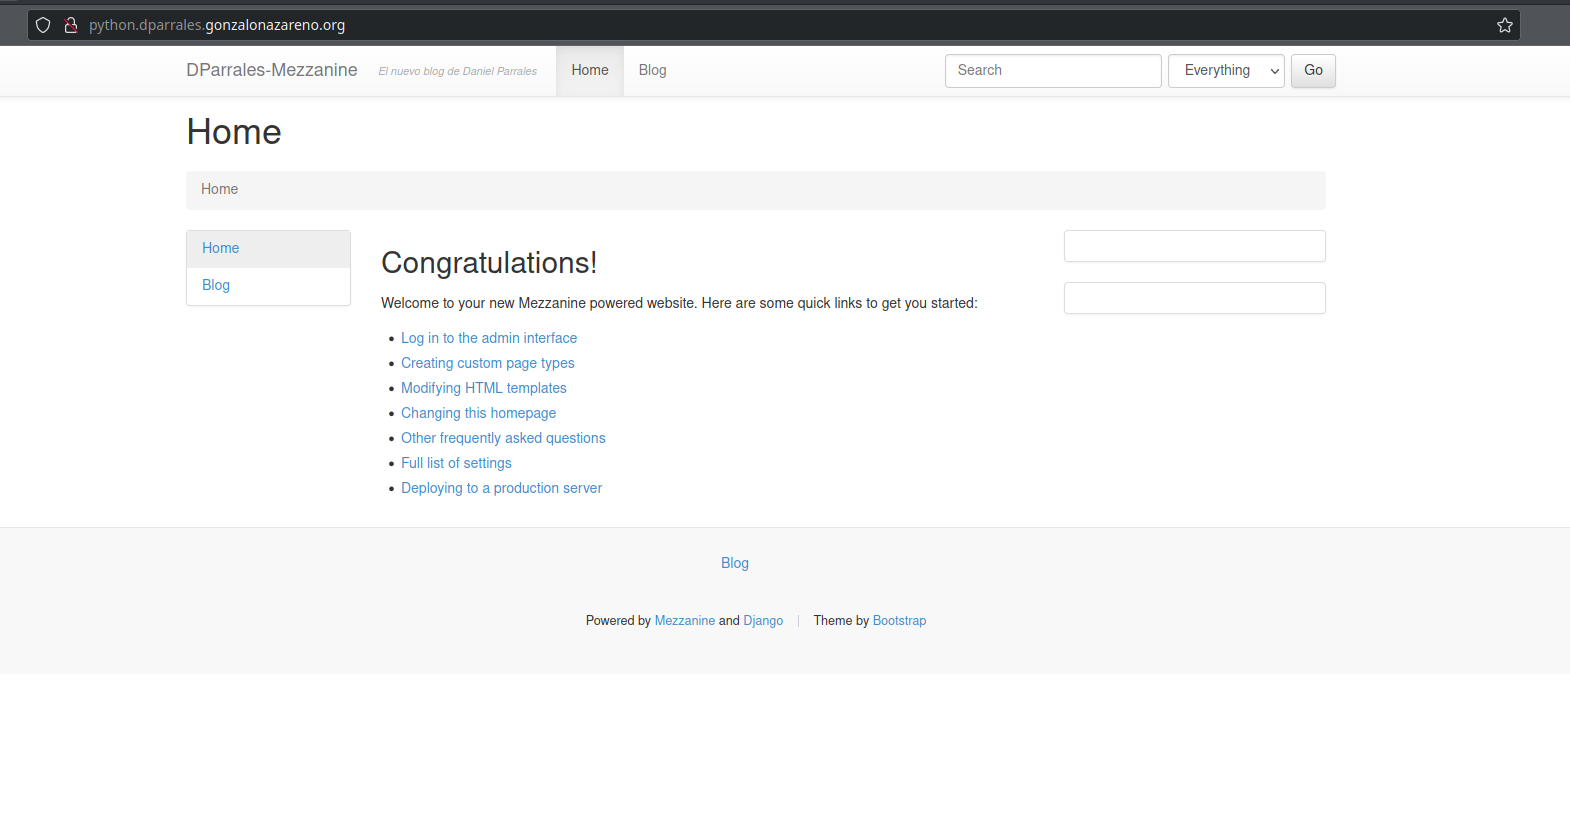 python.dparrales.gonzalonazareno.org
DParrales-Mezzanine El nuevo blog de Daniel Parrales Home Blog Search Everything Go
Home
Home
Home
Blog
Congratulations!
Welcome to your new Mezzanine powered website. Here are some quick links to get you started:
• Log in to the admin interface
• Creating custom page types
• Modifying HTML templates
• Changing this homepage
• Other frequently asked questions
• Full list of settings
• Deploying to a production server
Blog
Powered by Mezzanine and Django | Theme by Bootstrap